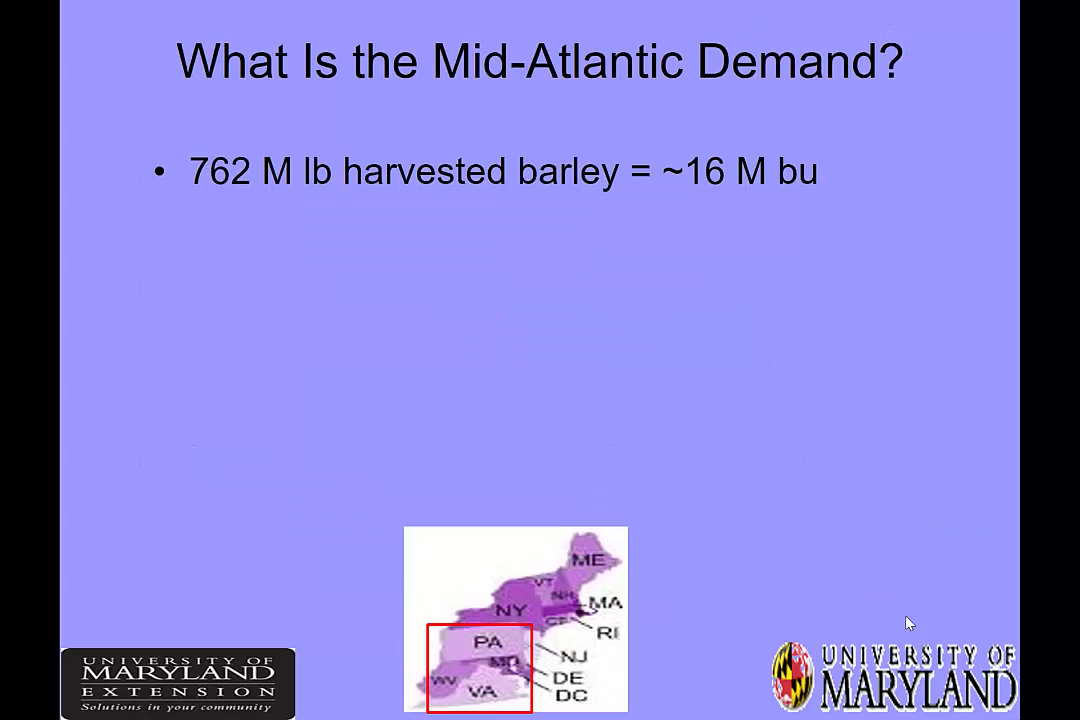 What Is the Mid-Atlantic Demand?
• 762 M lb harvested barley = ~16 M bu
ME
VT
NH
NY
MA
CT
RI
PA
NJ
MD
DE
WV
VA
DC
UNIVERSITY OF
MARYLAND
EXTENSION
Solutions in your community
UNIVERSITY OF
MARYLAND